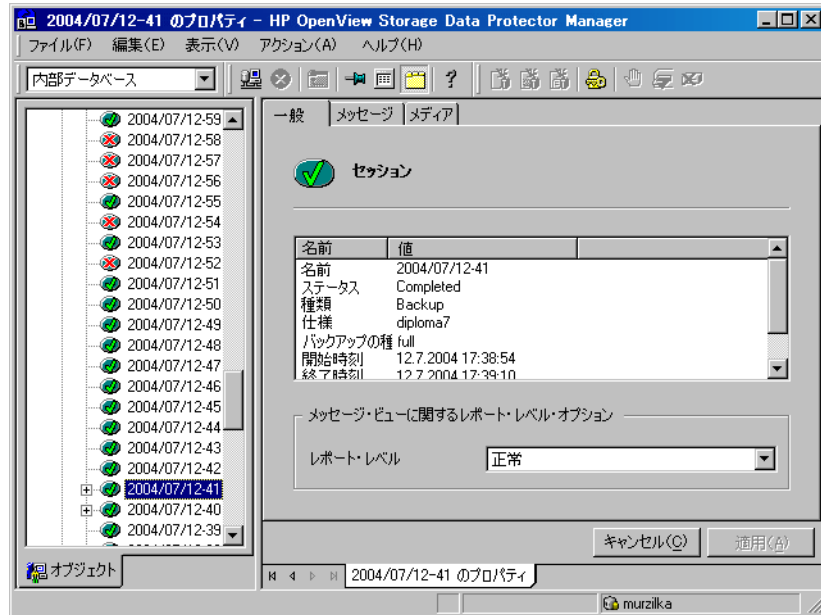 2004/07/12-41 のプロパティ - HP OpenView Storage Data Protector Manager
ファイル(F) 編集(E) 表示(V) アクション(A) ヘルプ(H)
内部データベース
2004/07/12-59
2004/07/12-58
2004/07/12-57
2004/07/12-56
2004/07/12-55
2004/07/12-54
2004/07/12-53
2004/07/12-52
2004/07/12-51
2004/07/12-50
2004/07/12-49
2004/07/12-48
2004/07/12-47
2004/07/12-46
2004/07/12-45
2004/07/12-44
2004/07/12-43
2004/07/12-42
2004/07/12-41
2004/07/12-40
2004/07/12-39
オブジェクト
一般 メッセージ メディア
セッション
名前 値
名前 2004/07/12-41
ステータス Completed
種類 Backup
仕様 diploma7
バックアップの種 full
開始時刻 12.7.2004 17:38:54
終了時刻 12.7.2004 17:39:10
メッセージ・ビューに関するレポート・レベル・オプション
レポート・レベル 正常
キャンセル(C) 適用(A)
2004/07/12-41 のプロパティ
murzilka